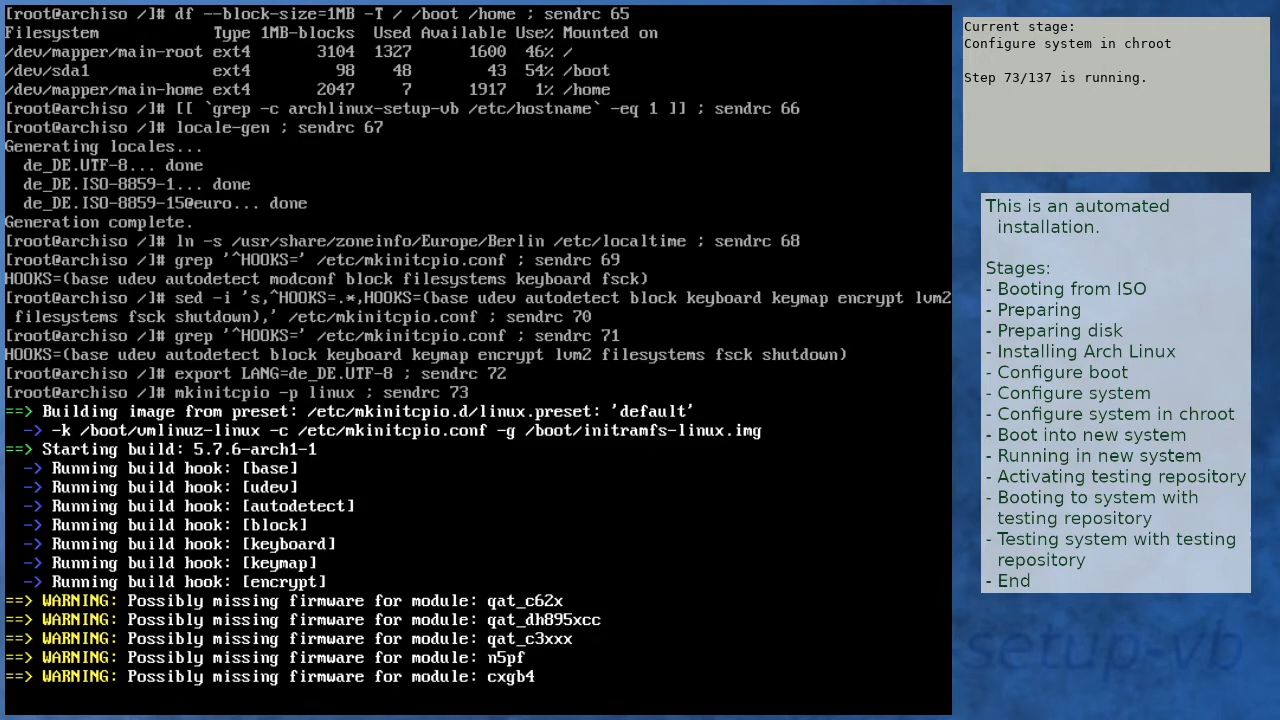 [root@archiso /]# df --block-size=1MB -T / /boot /home ; sendrc 65
Filesystem            Type 1MB-blocks  Used Available Use% Mounted on
/dev/mapper/main-root ext4       3104  1327      1600  46% /
/dev/sda1             ext4         98    48        43  54% /boot
/dev/mapper/main-home ext4       2047     7      1917   1% /home
[root@archiso /]# [[ `grep -c archlinux-setup-vb /etc/hostname` -eq 1 ]] ; sendrc 66
[root@archiso /]# locale-gen ; sendrc 67
Generating locales...
  de_DE.UTF-8... done
  de_DE.ISO-8859-1... done
  de_DE.ISO-8859-15@euro... done
Generation complete.
[root@archiso /]# ln -s /usr/share/zoneinfo/Europe/Berlin /etc/localtime ; sendrc 68
[root@archiso /]# grep '^HOOKS=' /etc/mkinitcpio.conf ; sendrc 69
HOOKS=(base udev autodetect modconf block filesystems keyboard fsck)
[root@archiso /]# sed -i 's,^HOOKS=.*,HOOKS=(base udev autodetect block keyboard keymap encrypt lvm2
 filesystems fsck shutdown),' /etc/mkinitcpio.conf ; sendrc 70
[root@archiso /]# grep '^HOOKS=' /etc/mkinitcpio.conf ; sendrc 71
HOOKS=(base udev autodetect block keyboard keymap encrypt lvm2 filesystems fsck shutdown)
[root@archiso /]# export LANG=de_DE.UTF-8 ; sendrc 72
[root@archiso /]# mkinitcpio -p linux ; sendrc 73
==> Building image from preset: /etc/mkinitcpio.d/linux.preset: 'default'
  -> -k /boot/vmlinuz-linux -c /etc/mkinitcpio.conf -g /boot/initramfs-linux.img
==> Starting build: 5.7.6-arch1-1
  -> Running build hook: [base]
  -> Running build hook: [udev]
  -> Running build hook: [autodetect]
  -> Running build hook: [block]
  -> Running build hook: [keyboard]
  -> Running build hook: [keymap]
  -> Running build hook: [encrypt]
==> WARNING: Possibly missing firmware for module: qat_c62x
==> WARNING: Possibly missing firmware for module: qat_dh895xcc
==> WARNING: Possibly missing firmware for module: qat_c3xxx
==> WARNING: Possibly missing firmware for module: n5pf
==> WARNING: Possibly missing firmware for module: cxgb4
Current stage:
Configure system in chroot
Step 73/137 is running.
This is an automated
installation.
Stages:
- Booting from ISO
- Preparing
- Preparing disk
- Installing Arch Linux
- Configure boot
- Configure system
- Configure system in chroot
- Boot into new system
- Running in new system
- Activating testing repository
- Booting to system with
testing repository
- Testing system with testing
repository
- End
setup-vb